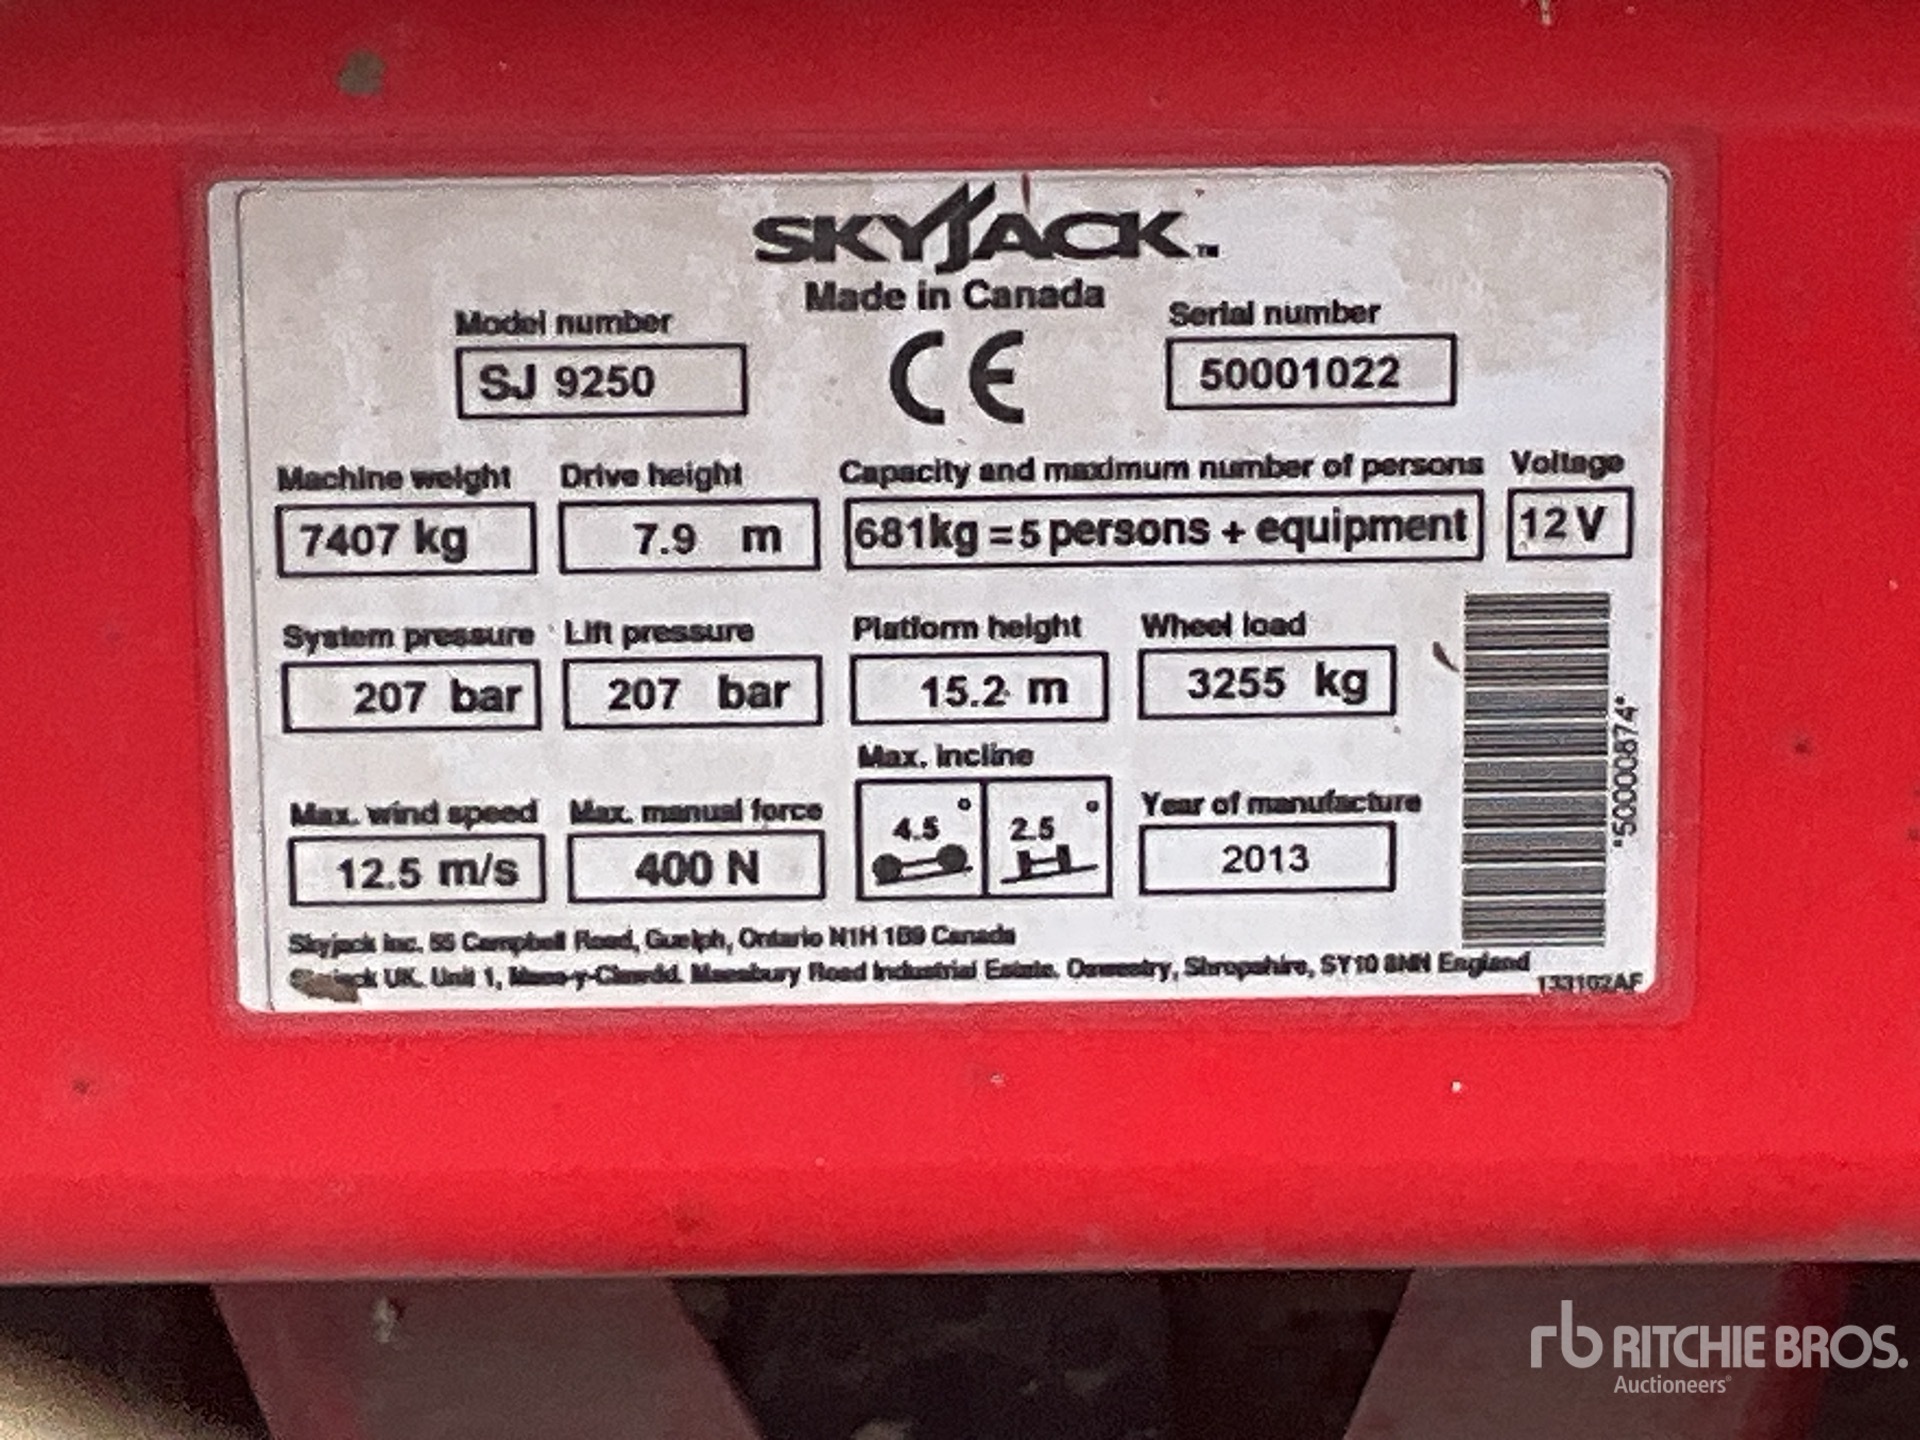 SKYJACK™
Made in Canada
CE
Model number
SJ 9250
Serial number
50001022
Machine weight
7407 kg
Drive height
7.9 m
Capacity and maximum number of persons
681kg = 5 persons + equipment
Voltage
12 V
System pressure
207 bar
Lift pressure
207 bar
Platform height
15.2 m
Wheel load
3255 kg
*50000874*
Max. wind speed
12.5 m/s
Max. manual force
400 N
Max. incline
4.5 °
2.5 °
Year of manufacture
2013
Skyjack Inc. 55 Campbell Road, Guelph, Ontario N1H 1B9 Canada
Skyjack UK. Unit 1, Maesbury Road Industrial Estate. Oswestry, Shropshire, SY10 8NN England
133102AF
rb RITCHIE BROS.
Auctioneers®